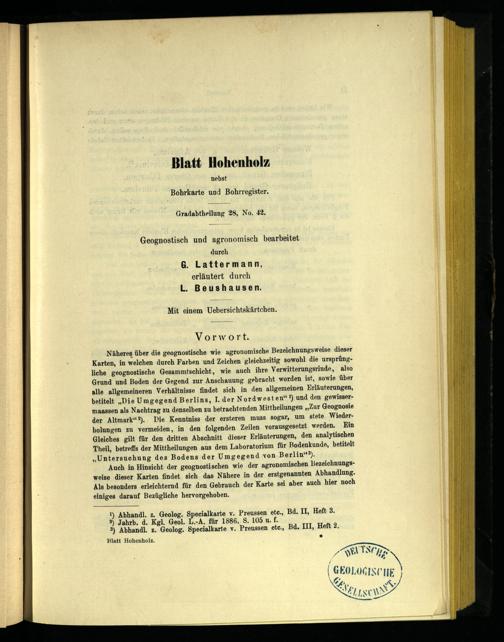 Blatt Hohenholz
nebst
Bohrkarte und Bohrregister.
Gradabtheilung 28, No. 42.
Geognostisch und agronomisch bearbeitet
durch
G. Lattermann,
erläutert durch
L. Beushausen.
Mit einem Uebersichtskärtchen.
Vorwort.
Näheres über die geognostische wie agronomische Bezeichnungsweise dieser
Karten, in welchen durch Farben und Zeichen gleichzeitig sowohl die ursprüng-
liche geognostische Gesammtschicht, wie auch ihre Verwitterungsrinde, also
Grund und Boden der Gegend zur Anschauung gebracht worden ist, sowie über
alle allgemeineren Verhältnisse findet sich in den allgemeinen Erläuterungen,
betitelt „Die Umgegend Berlins, I. der Nordwesten“ ¹) und den gewisser-
maassen als Nachtrag zu denselben zu betrachtenden Mittheilungen „Zur Geognosie
der Altmark“ ²). Die Kenntniss der ersteren muss sogar, um stete Wieder-
holungen zu vermeiden, in den folgenden Zeilen vorausgesetzt werden. Ein
Gleiches gilt für den dritten Abschnitt dieser Erläuterungen, den analytischen
Theil, betreffs der Mittheilungen aus dem Laboratorium für Bodenkunde, betitelt
„Untersuchung des Bodens der Umgegend von Berlin“ ³).
Auch in Hinsicht der geognostischen wie der agronomischen Bezeichnungs-
weise dieser Karten findet sich das Nähere in der erstgenannten Abhandlung.
Als besonders erleichternd für den Gebrauch der Karte sei aber auch hier noch
einiges darauf Bezügliche hervorgehoben.
¹) Abhandl. z. Geolog. Specialkarte v. Preussen etc., Bd. II, Heft 3.
²) Jahrb. d. Kgl. Geol. L.-A. für 1886. S. 105 u. f.
³) Abhandl. z. Geolog. Specialkarte v. Preussen etc., Bd. III, Heft 2.
Blatt Hohenholz.
*
DEUTSCHE
GEOLOGISCHE
GESELLSCHAFT.